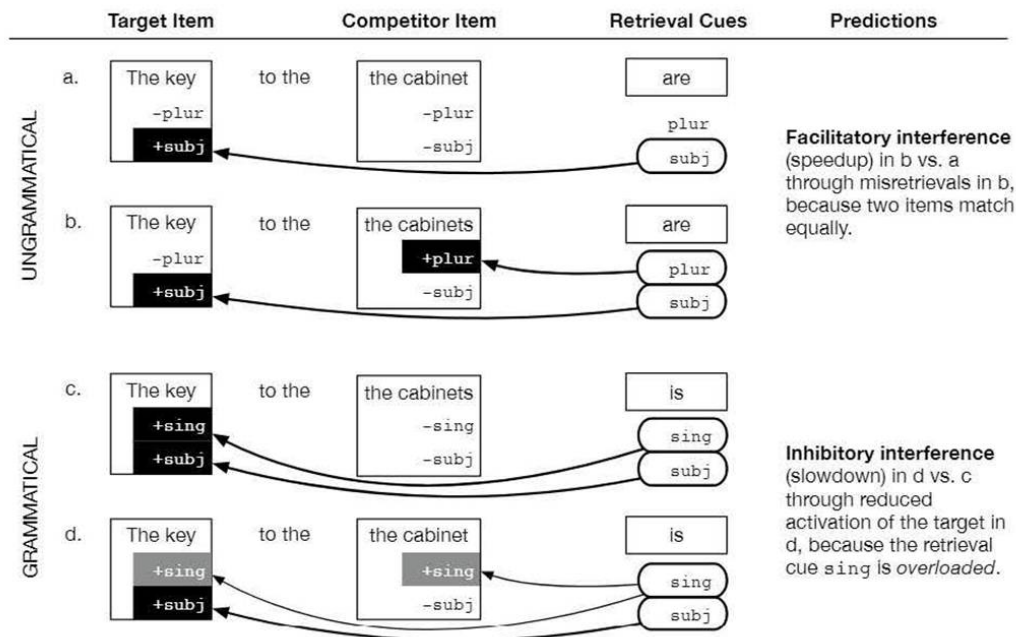 Target Item Competitor Item Retrieval Cues Predictions
UNGRAMMATICAL
a. The key to the the cabinet are
-plur -plur plur
+subj -subj subj
b. The key to the the cabinets are
-plur +plur plur
+subj -subj subj
Facilitatory interference
(speedup) in b vs. a
through misretrievals in b,
because two items match
equally.
GRAMMATICAL
c. The key to the the cabinets is
+sing -sing sing
+subj -subj subj
d. The key to the the cabinet is
+sing +sing sing
+subj -subj subj
Inhibitory interference
(slowdown) in d vs. c
through reduced
activation of the target in
d, because the retrieval
cue sing is overloaded.